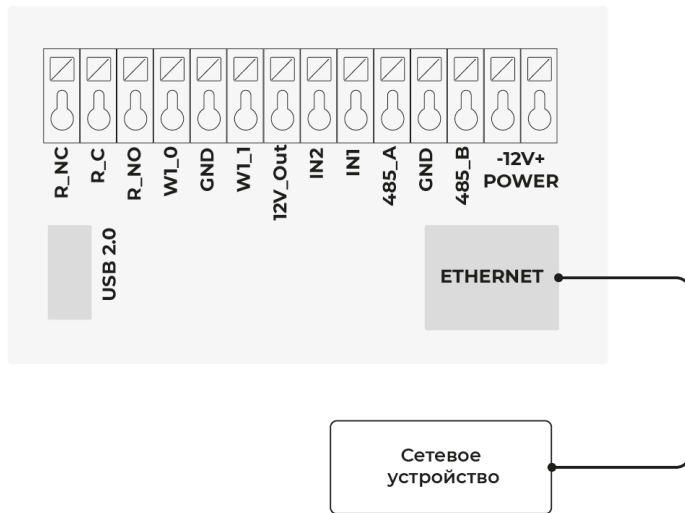 R_NC
R_C
R_NO
W1_0
GND
W1_1
12V_Out
IN2
IN1
485_A
GND
485_B
-12V+
POWER
USB 2.0
ETHERNET
Сетевое
устройство